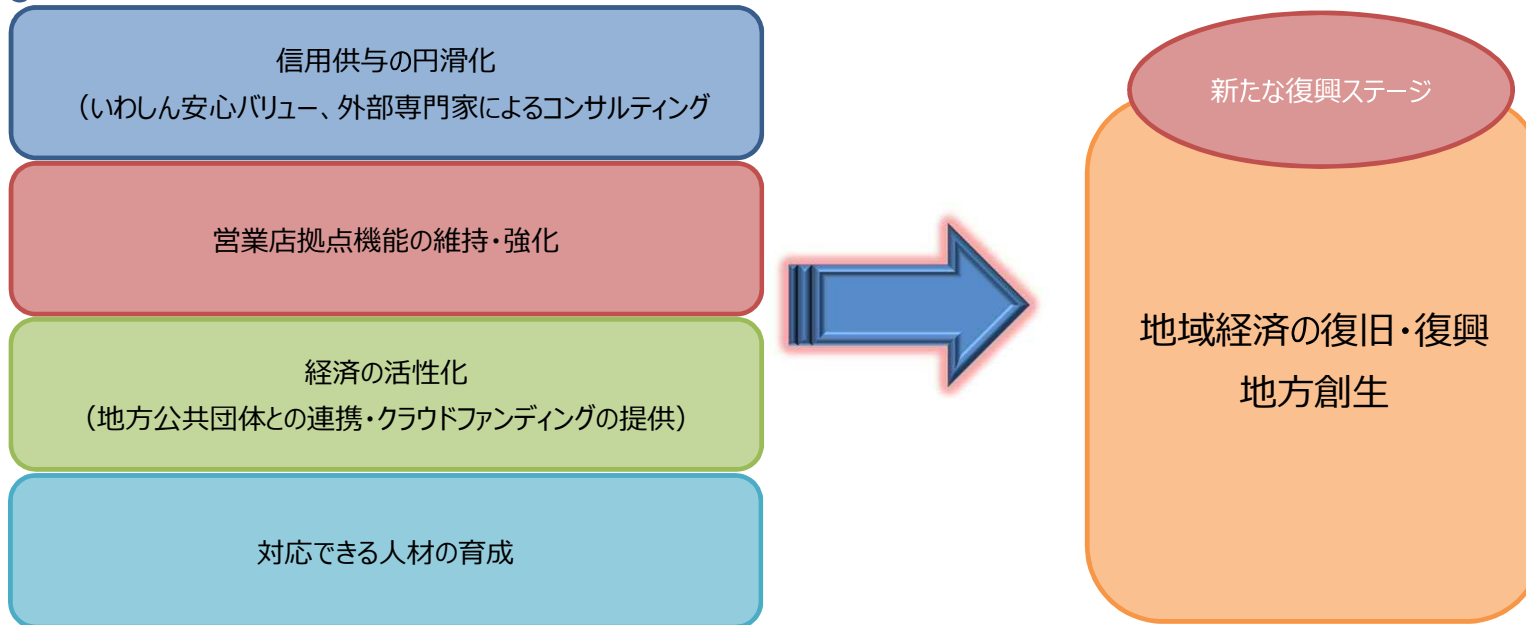 信用供与の円滑化
（いわしん安心バリュー、外部専門家によるコンサルティング
営業店拠点機能の維持・強化
経済の活性化
（地方公共団体との連携・クラウドファンディングの提供）
対応できる人材の育成
新たな復興ステージ
地域経済の復旧・復興
地方創生